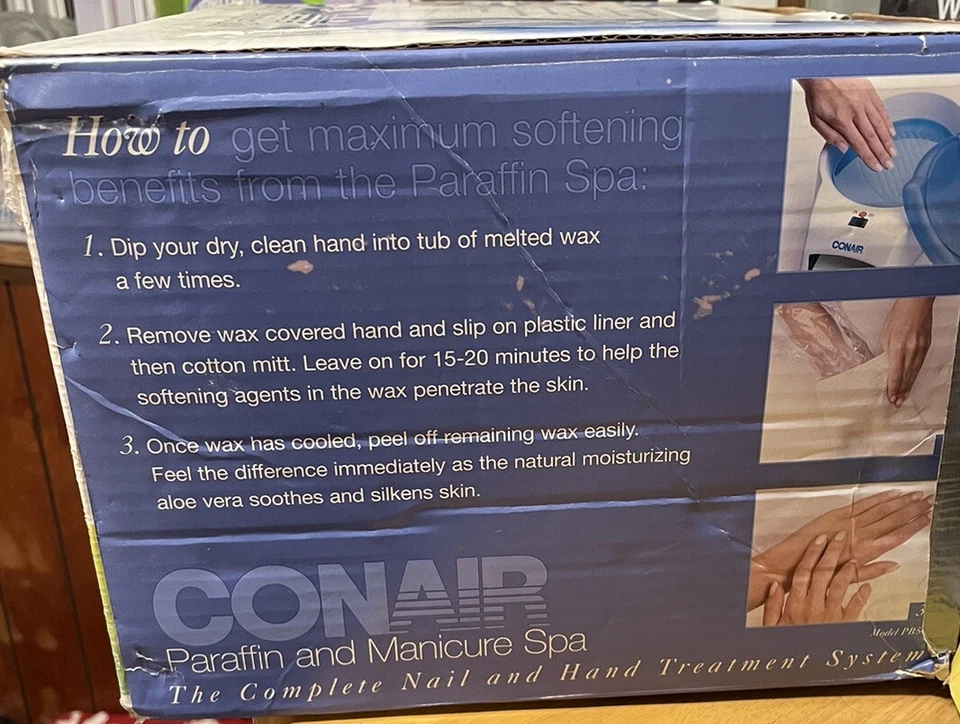 How to get maximum softening
benefits from the Paraffin Spa:
1. Dip your dry, clean hand into tub of melted wax
a few times.
2. Remove wax covered hand and slip on plastic liner and
then cotton mitt. Leave on for 15-20 minutes to help the
softening agents in the wax penetrate the skin.
3. Once wax has cooled, peel off remaining wax easily.
Feel the difference immediately as the natural moisturizing
aloe vera soothes and silkens skin.
CONAIR
Paraffin and Manicure Spa
The Complete Nail and Hand Treatment System
CONAIR
3
Model
W